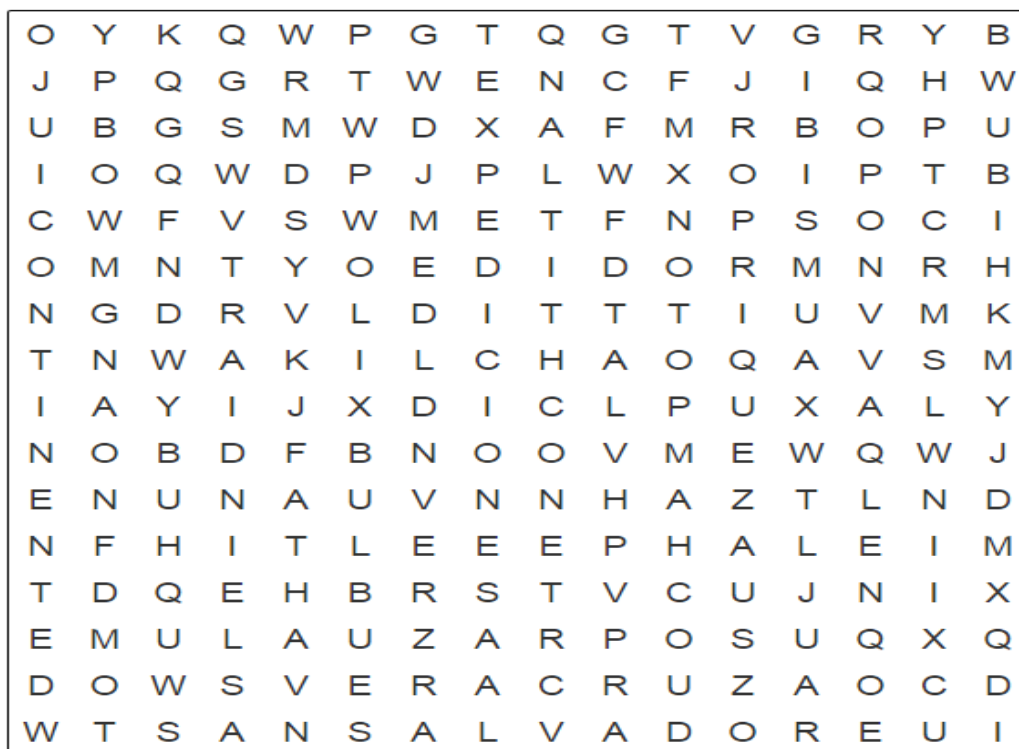 O Y K Q W P G T Q G T V G R Y B
J P Q G R T W E N C F J I Q H W
U B G S M W D X A F M R B O P U
I O Q W D P J P L W X O I P T B
C W F V S W M E T F N P S O C I
O M N T Y O E D I D O R M N R H
N G D R V L D I T T T I U V M K
T N W A K I L C H A O Q A V S M
I A Y I J X D I C L P U X A L Y
N O B D F B N O O V M E W Q W J
E N U N A U V N N H A Z T L N D
N F H I T L E E E P H A L E I M
T D Q E H B R S T V C U J N I X
E M U L A U Z A R P O S U Q X Q
D O W S V E R A C R U Z A O C D
W T S A N S A L V A D O R E U I